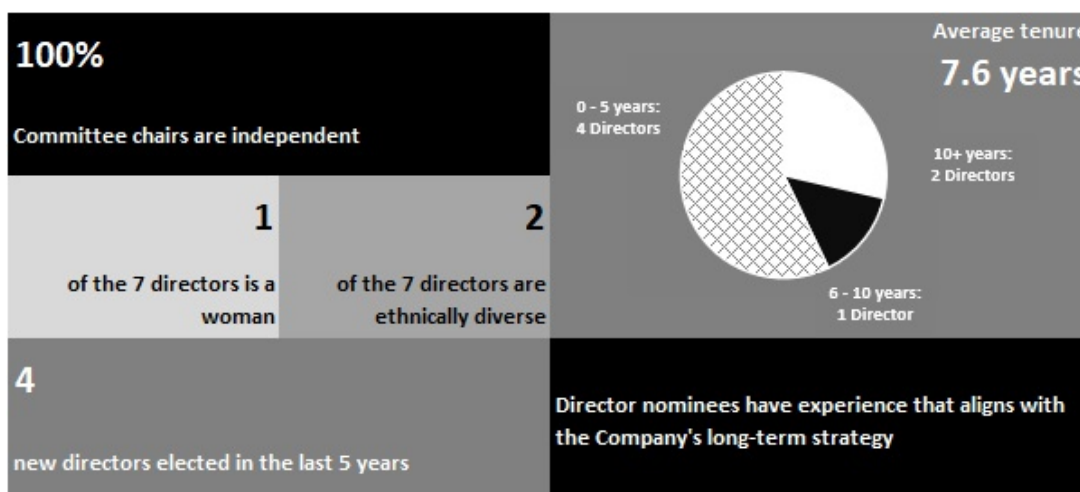 100%
Committee chairs are independent
1
of the 7 directors is a
woman
2
of the 7 directors are
ethnically diverse
4
new directors elected in the last 5 years
Average tenure
7.6 years
0 - 5 years:
4 Directors
10+ years:
2 Directors
6 - 10 years:
1 Director
Director nominees have experience that aligns with
the Company's long-term strategy